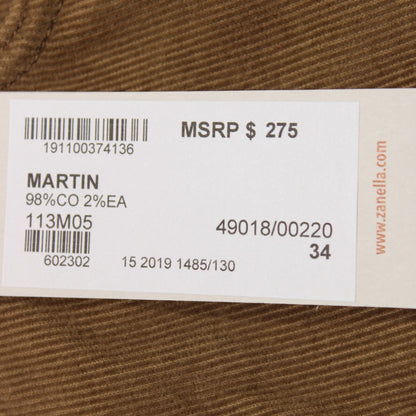 MSRP $ 275
191100374136
MARTIN
98%CO 2%EA
113M05
49018/00220
34
602302
15 2019 1485/130
www.zanella.com